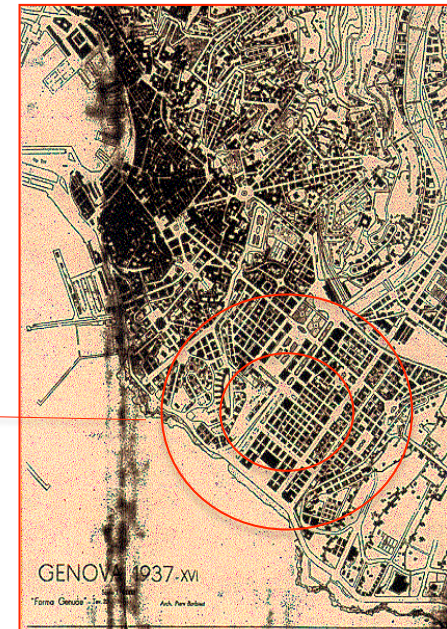 GENOVA 1937-XVI
"Forma Genuae" -
Arch. Piero Barbieri